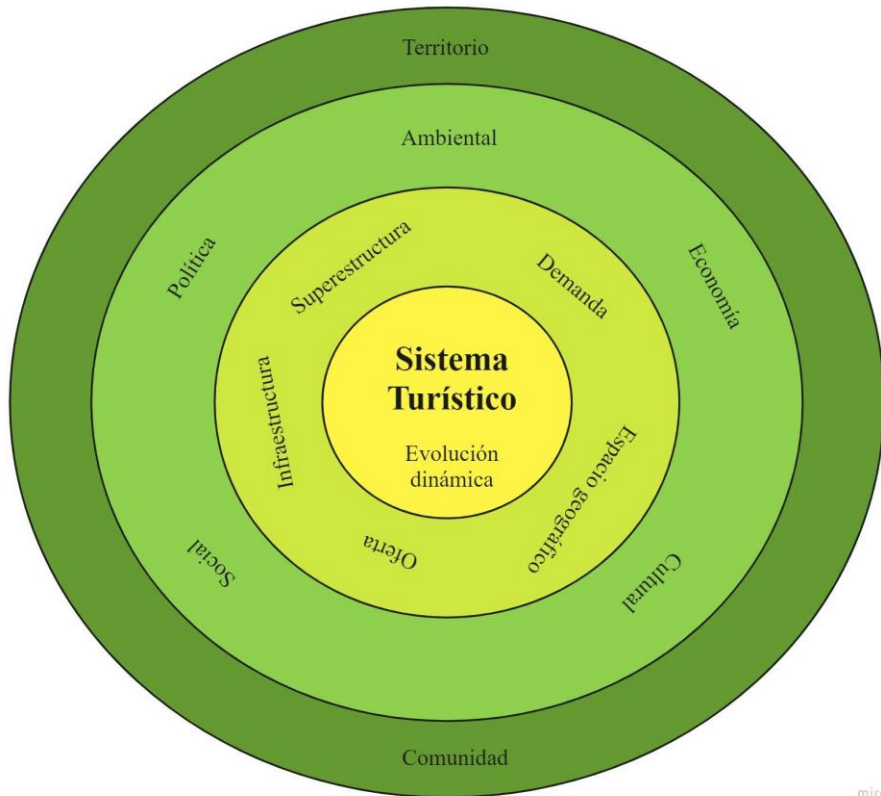 Territorio
Ambiental
Política
Economía
Superestructura
Demanda
Sistema
Turístico
Evolución
dinámica
Infraestructura
Espacio geográfico
Oferta
Social
Cultural
Comunidad